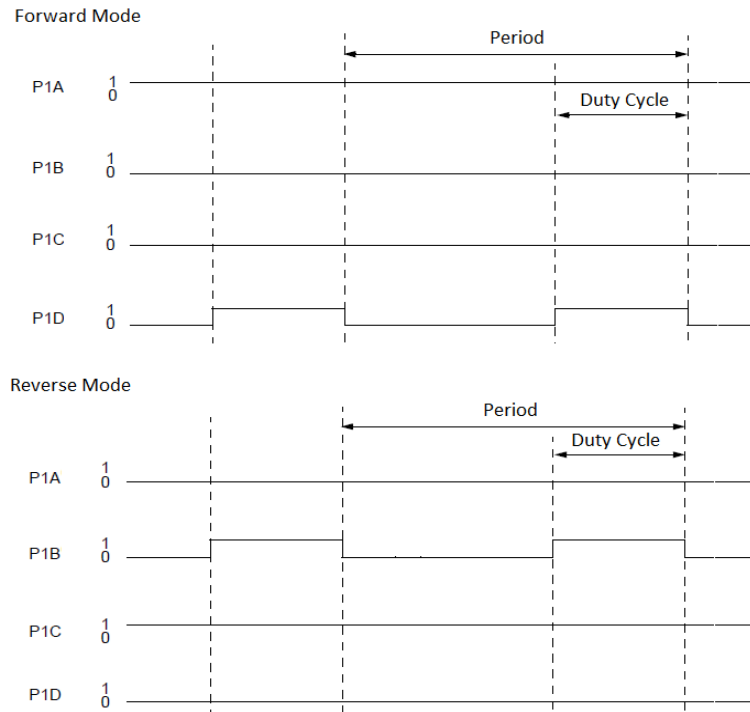 Forward Mode
Period
P1A 1
0
Duty Cycle
P1B 1
0
P1C 1
0
P1D 1
0
Reverse Mode
Period
Duty Cycle
P1A 1
0
P1B 1
0
P1C 1
0
P1D 1
0